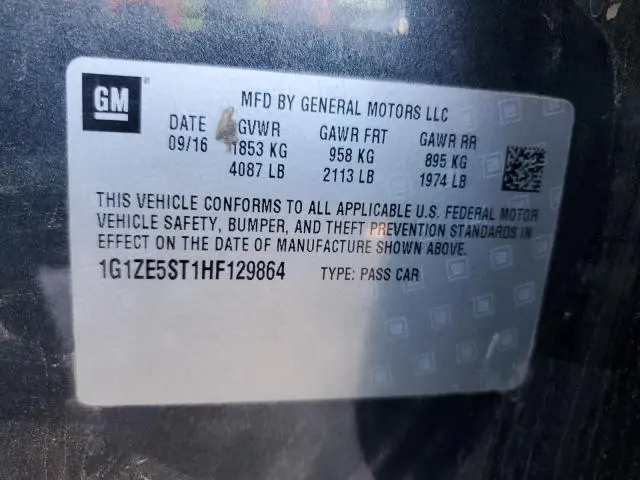 GM
®
MFD BY GENERAL MOTORS LLC
DATE GVWR GAWR FRT GAWR RR
09/16 1853 KG 958 KG 895 KG
4087 LB 2113 LB 1974 LB
THIS VEHICLE CONFORMS TO ALL APPLICABLE U.S. FEDERAL MOTOR
VEHICLE SAFETY, BUMPER, AND THEFT PREVENTION STANDARDS IN
EFFECT ON THE DATE OF MANUFACTURE SHOWN ABOVE.
1G1ZE5ST1HF129864 TYPE: PASS CAR